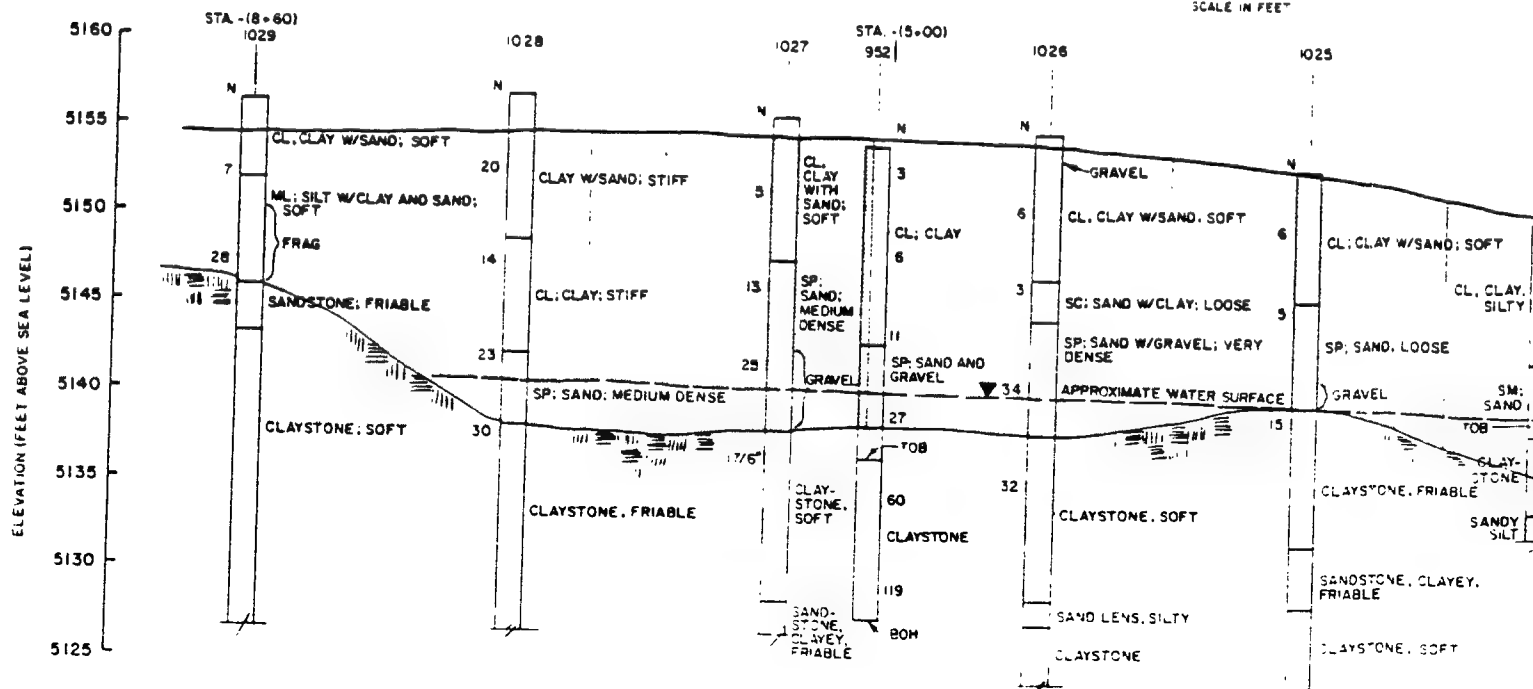 SCALE IN FEET
STA. -(8+60)
1029
1028
1027
STA. -(5+00)
952
1026
1025
ELEVATION (FEET ABOVE SEA LEVEL)
5160
5155
5150
5145
5140
5135
5130
5125
N
CL, CLAY W/SAND; SOFT
7
ML; SILT W/CLAY AND SAND;
SOFT
FRAG
28
SANDSTONE; FRIABLE
CLAYSTONE; SOFT
20
CLAY W/SAND; STIFF
14
CL; CLAY; STIFF
23
SP; SAND; MEDIUM DENSE
30
CLAYSTONE, FRIABLE
N
5
CL,
CLAY
WITH
SAND;
SOFT
13
SP;
SAND;
MEDIUM
DENSE
25
GRAVEL
17/6"
CLAY-
STONE,
SOFT
SAND-
STONE,
CLAYEY,
FRIABLE
N
3
CL; CLAY
6
11
SP; SAND AND
GRAVEL
27
TOB
60
CLAYSTONE
119
BOH
N
GRAVEL
6
CL, CLAY W/SAND, SOFT
3
SC; SAND W/CLAY; LOOSE
SP; SAND W/GRAVEL; VERY
DENSE
34
APPROXIMATE WATER SURFACE
32
CLAYSTONE, SOFT
SAND LENS, SILTY
CLAYSTONE
N
6
CL; CLAY W/SAND; SOFT
5
SP; SAND, LOOSE
GRAVEL
15
CLAYSTONE, FRIABLE
SANDSTONE, CLAYEY,
FRIABLE
CLAYSTONE, SOFT
CL, CLAY,
SILTY
SM;
SAND
TOB
CLAY-
STONE
SANDY
SILT